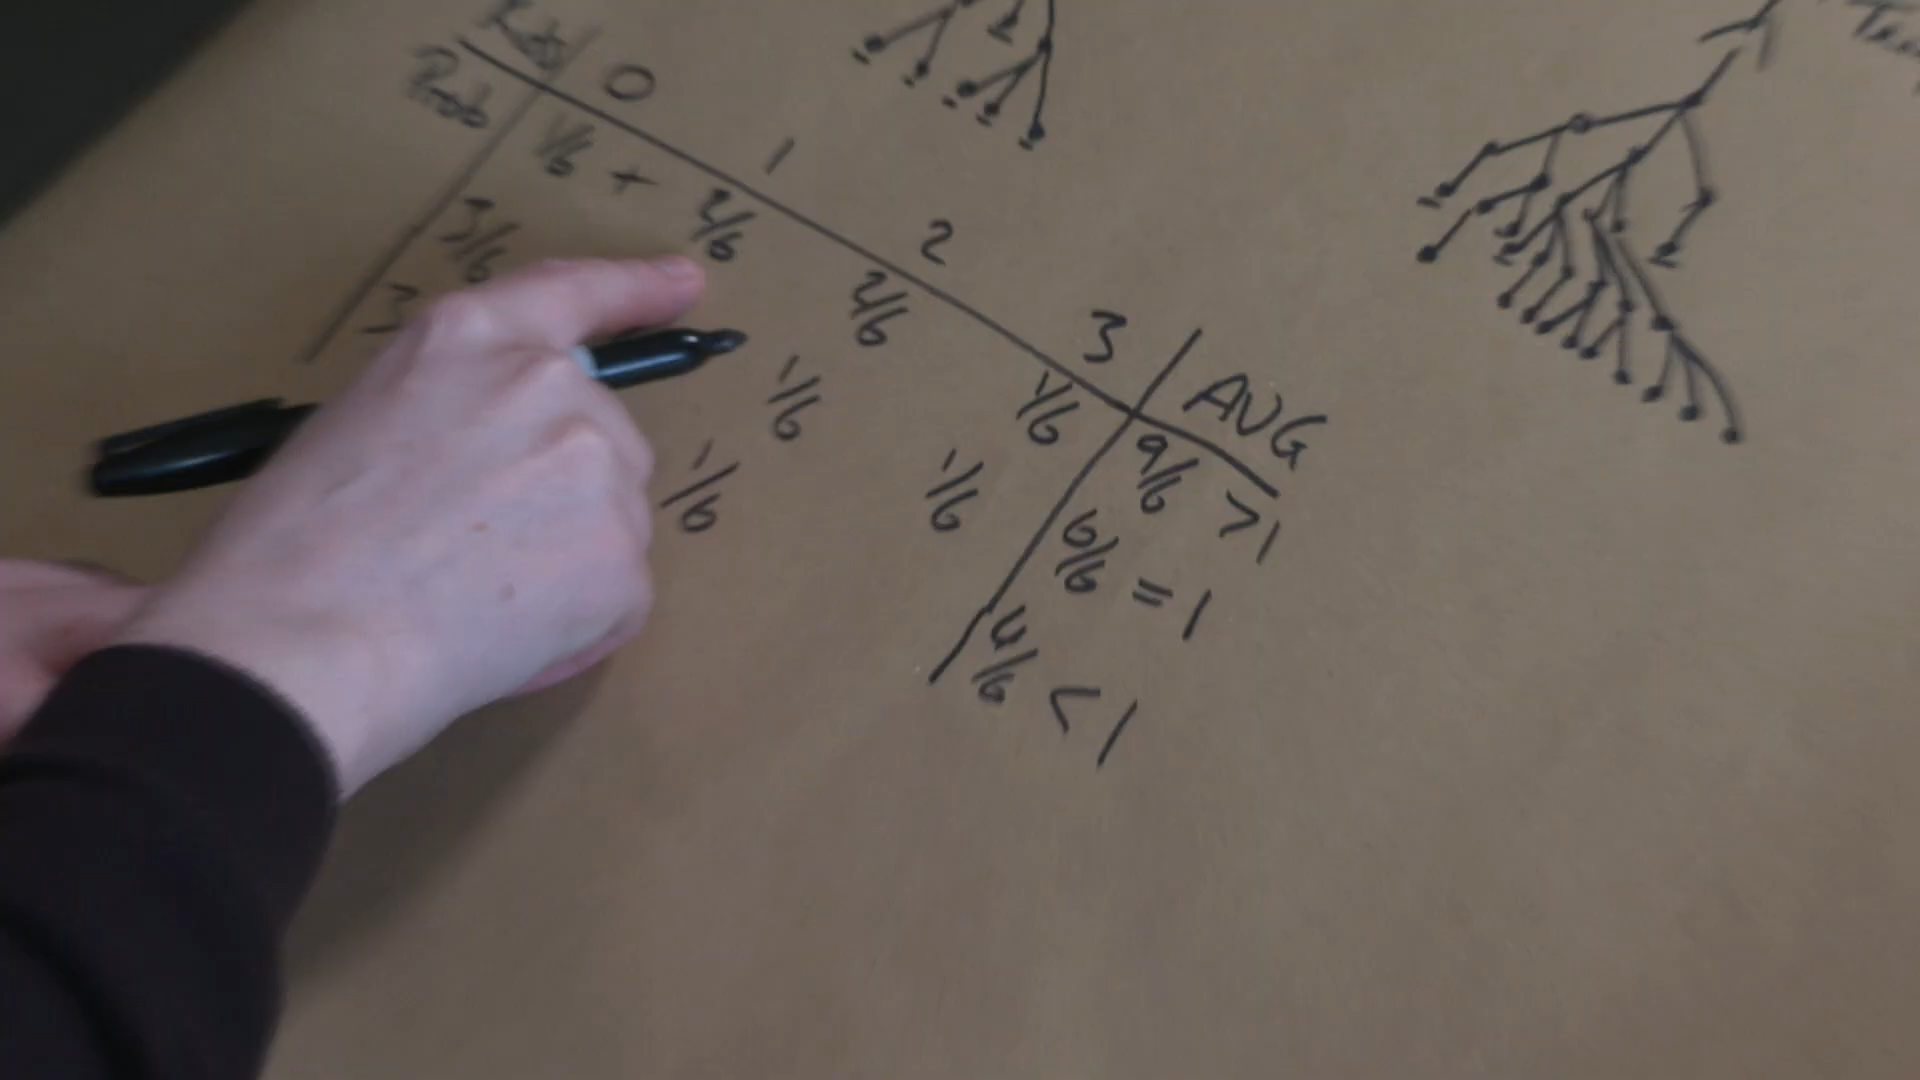 Kids 0 1 2 3 AVG
Prob 1/6 + 2/6 2/6 1/6 9/6 >1
3/6 1/6 1/6 6/6 = 1
3 1/6 4/6 < 1